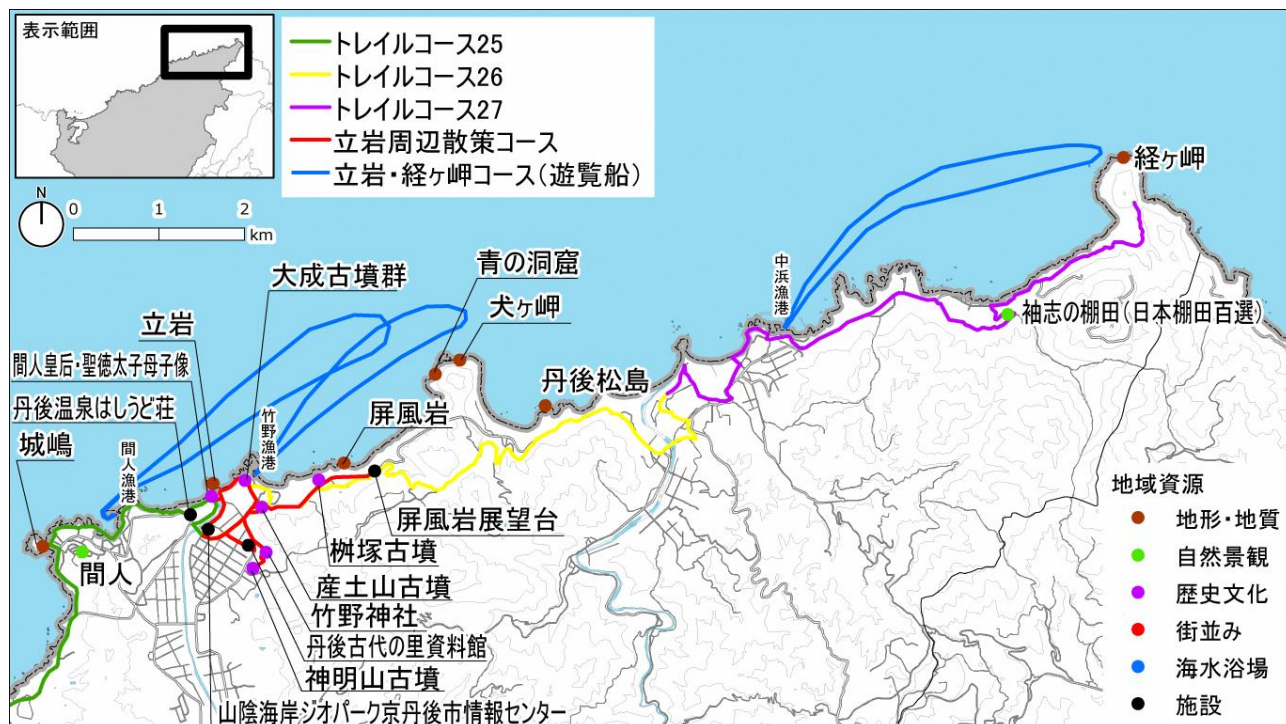 表示範囲
トレイルコース25
トレイルコース26
トレイルコース27
立岩周辺散策コース
立岩・経ヶ岬コース(遊覧船)
N
0 1 2
km
経ヶ岬
中浜漁港
袖志の棚田(日本棚田百選)
青の洞窟
犬ヶ岬
大成古墳群
立岩
間人皇后・聖徳太子母子像
丹後温泉はしうど荘
城嶋
間人漁港
竹野漁港
屏風岩
丹後松島
間人
屏風岩展望台
桝塚古墳
産土山古墳
竹野神社
丹後古代の里資料館
神明山古墳
山陰海岸ジオパーク京丹後市情報センター
地域資源
地形・地質
自然景観
歴史文化
街並み
海水浴場
施設